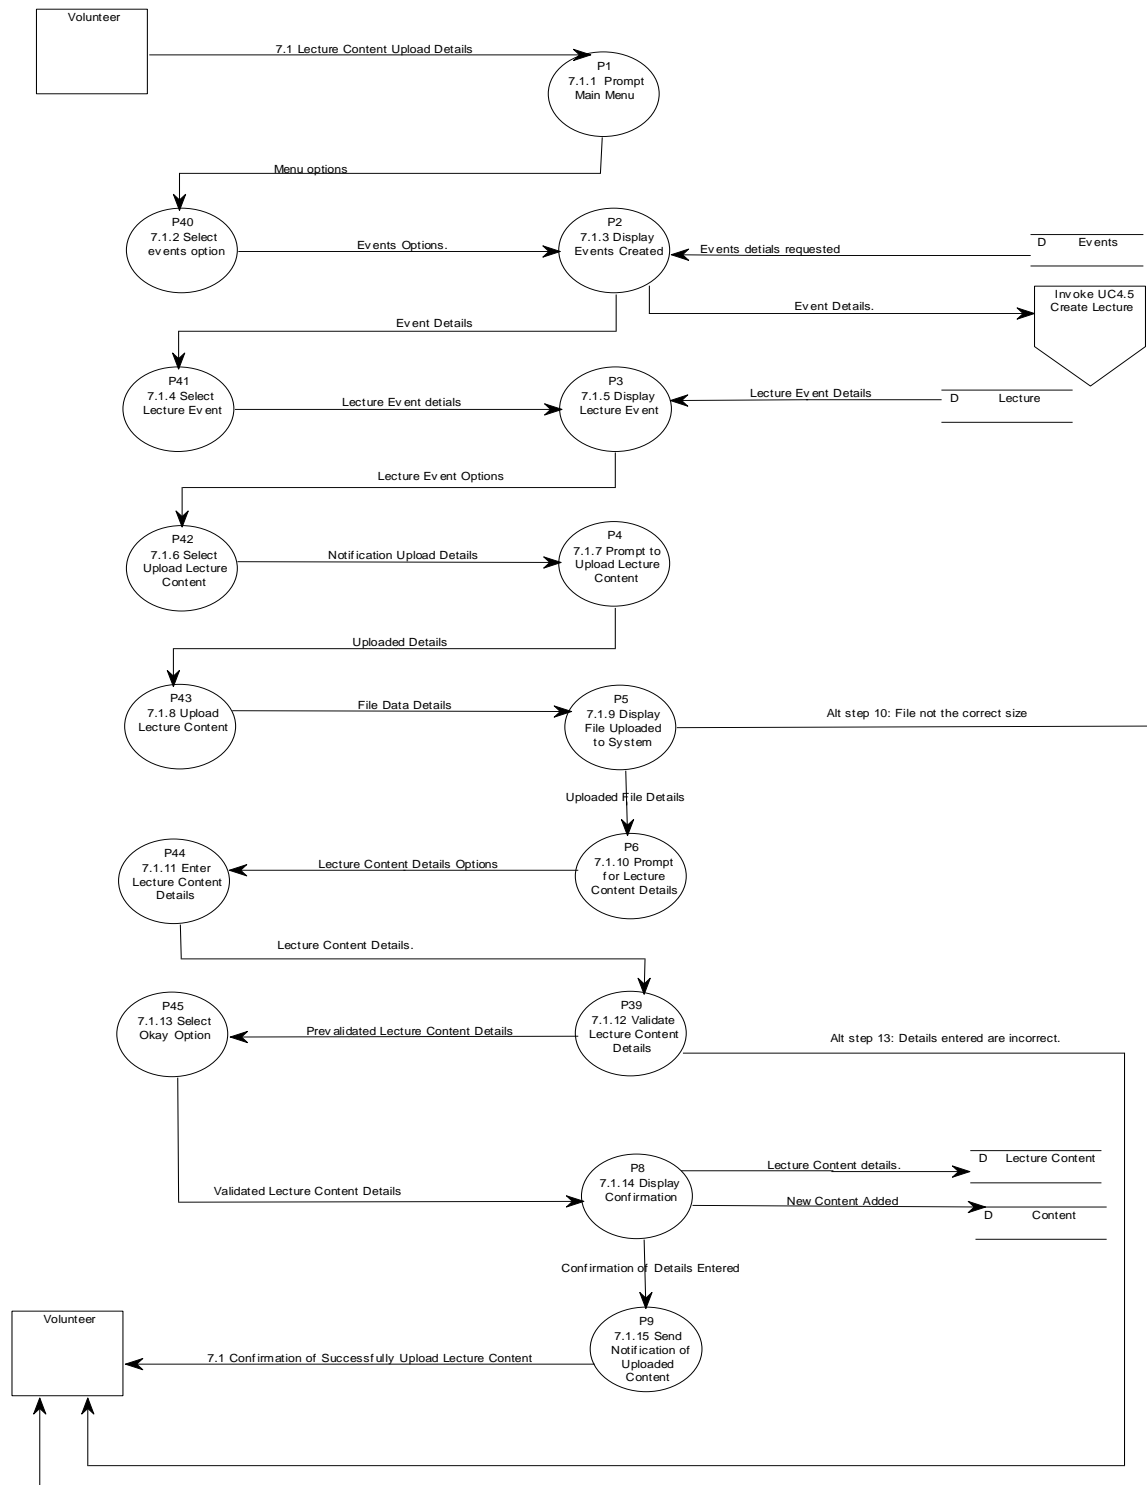 Volunteer
7.1 Lecture Content Upload Details
P1
7.1.1 Prompt
Main Menu
Menu options
P40
7.1.2 Select
events option
Events Options.
P2
7.1.3 Display
Events Created
Events detials requested
D Events
Invoke UC4.5
Create Lecture
Event Details.
Event Details
P41
7.1.4 Select
Lecture Event
Lecture Event detials
P3
7.1.5 Display
Lecture Event
Lecture Event Details
D Lecture
Lecture Event Options
P42
7.1.6 Select
Upload Lecture
Content
Notification Upload Details
P4
7.1.7 Prompt to
Upload Lecture
Content
Uploaded Details
P43
7.1.8 Upload
Lecture Content
File Data Details
P5
7.1.9 Display
File Uploaded
to System
Alt step 10: File not the correct size
Uploaded File Details
P6
7.1.10 Prompt
for Lecture
Content Details
Lecture Content Details Options
P44
7.1.11 Enter
Lecture Content
Details
Lecture Content Details.
P45
7.1.13 Select
Okay Option
Prevalidated Lecture Content Details
P39
7.1.12 Validate
Lecture Content
Details
Alt step 13: Details entered are incorrect.
Validated Lecture Content Details
P8
7.1.14 Display
Confirmation
Lecture Content details.
D Lecture Content
New Content Added
D Content
Confirmation of Details Entered
P9
7.1.15 Send
Notification of
Uploaded
Content
7.1 Confirmation of Successfully Upload Lecture Content
Volunteer